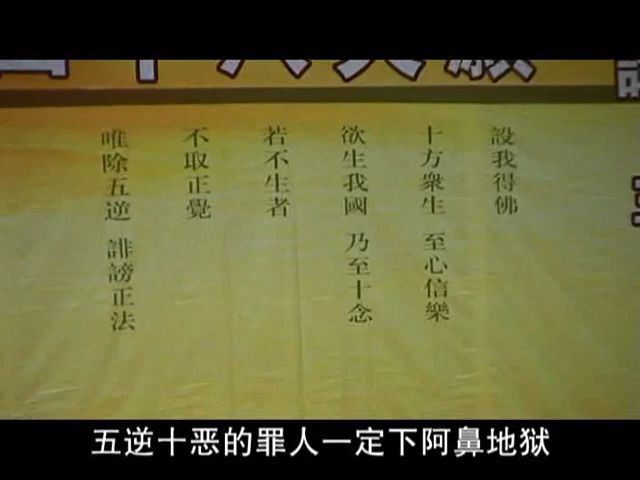 設我得佛
十方衆生 至心信樂
欲生我國 乃至十念
若不生者
不取正覺
唯除五逆 誹謗正法
五逆十恶的罪人一定下阿鼻地狱